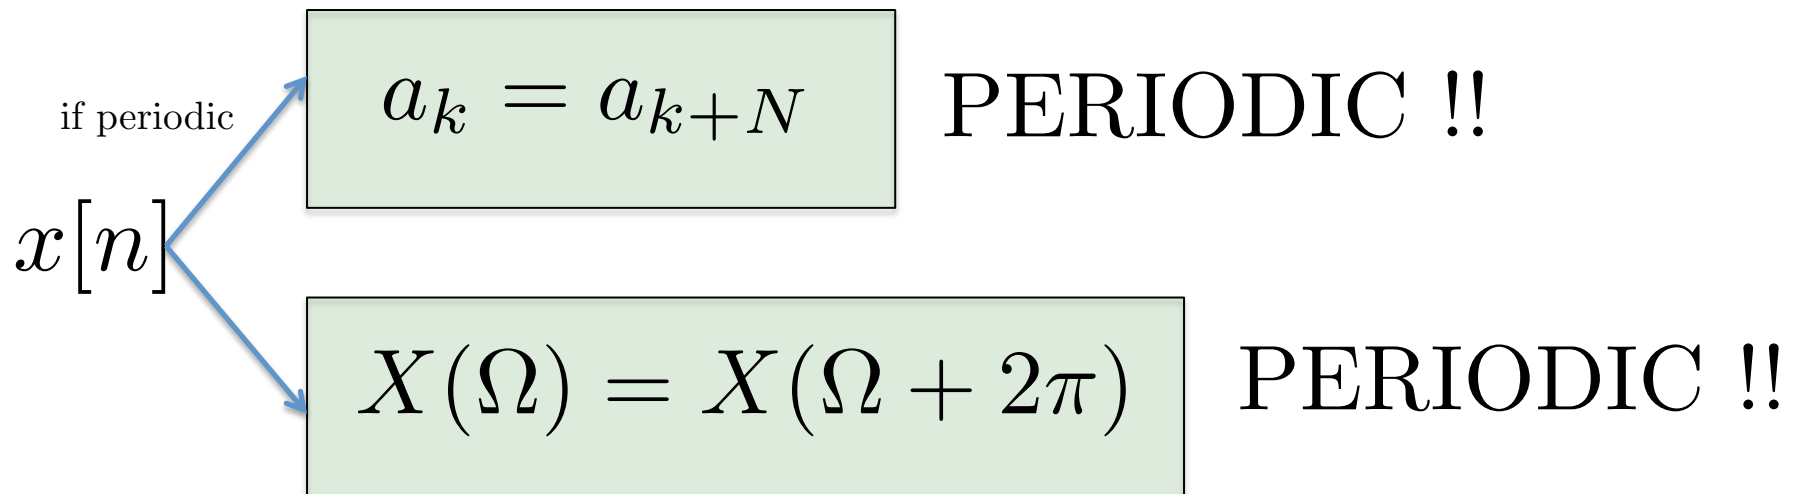 if periodic
a_k = a_{k+N} PERIODIC !!
x[n]
X(Ω) = X(Ω + 2π) PERIODIC !!